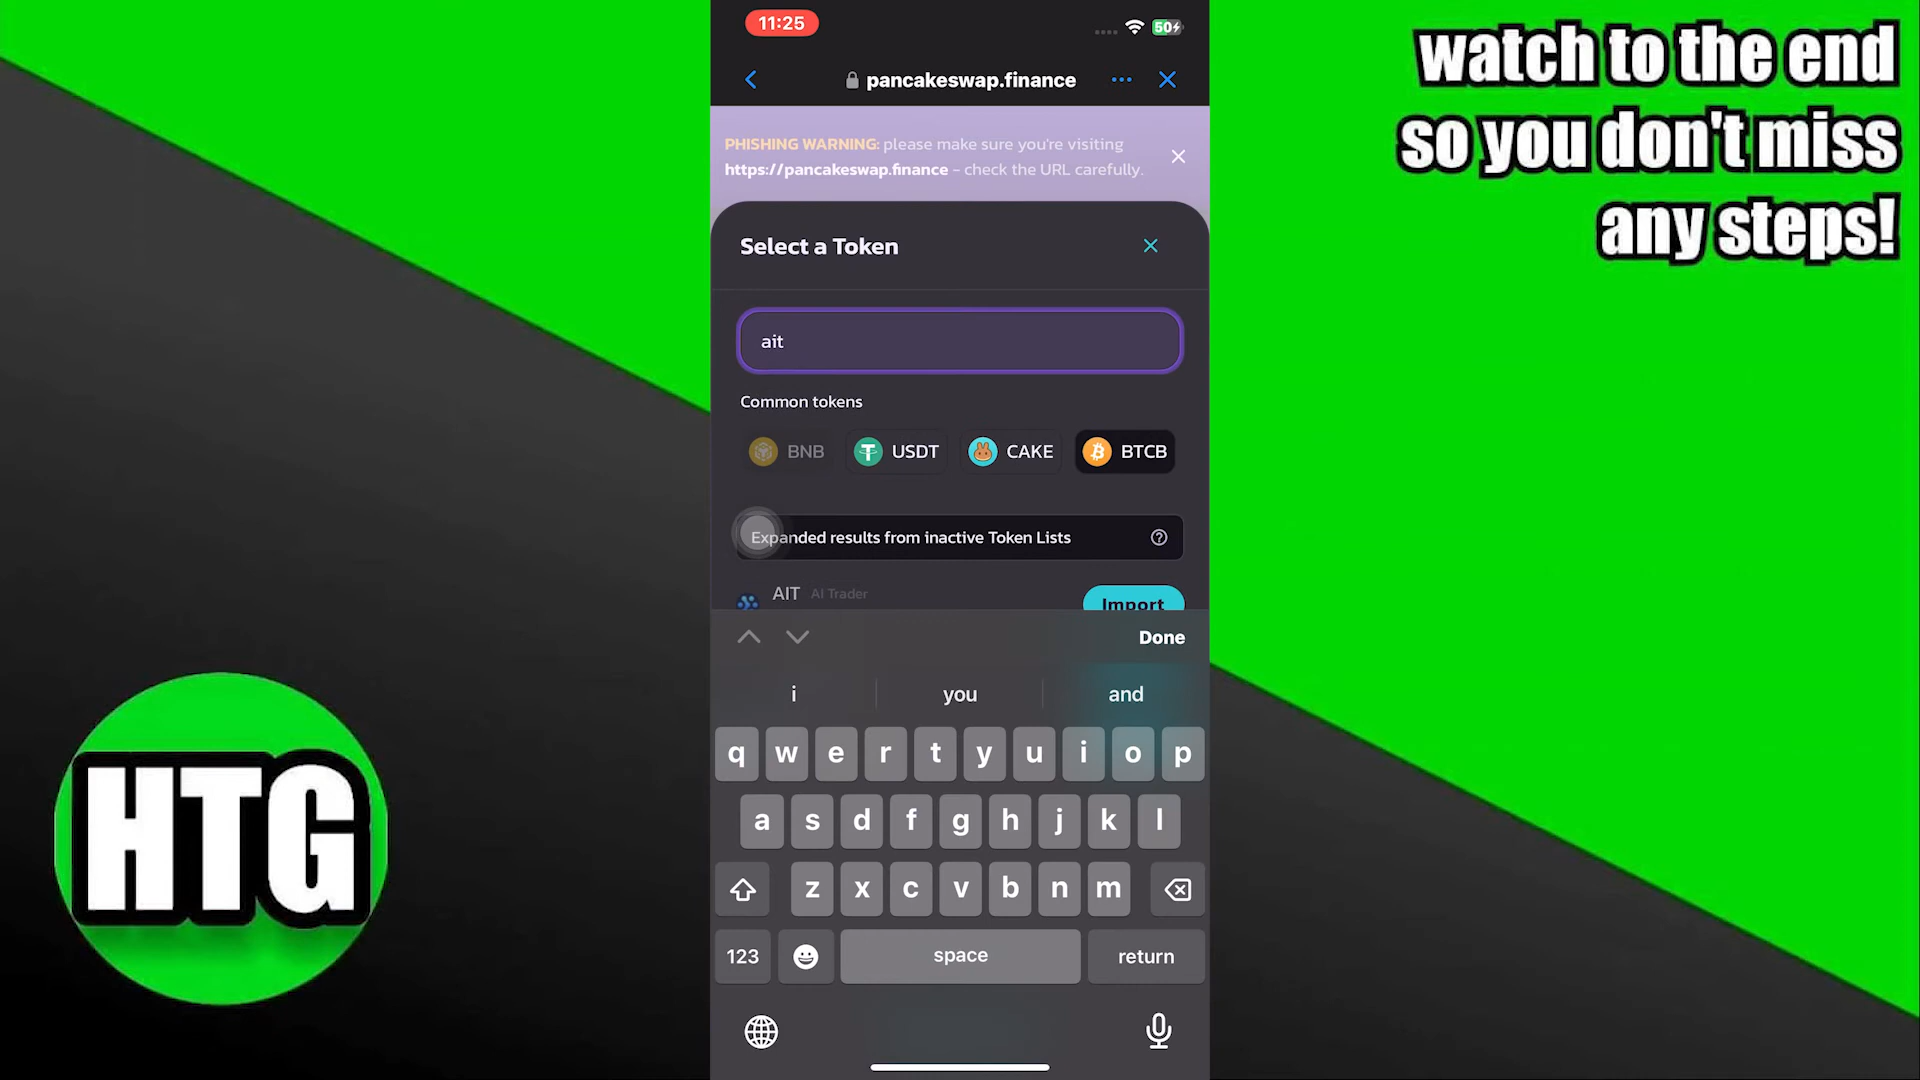 watch to the end
so you don't miss
any steps!
11:25
50
pancakeswap.finance
PHISHING WARNING: please make sure you're visiting
https://pancakeswap.finance - check the URL carefully.
Select a Token
ait
Common tokens
BNB USDT CAKE BTCB
Expanded results from inactive Token Lists
AIT AI Trader Import
Done
i you and
q w e r t y u i o p
a s d f g h j k l
z x c v b n m
123 space return
HTG